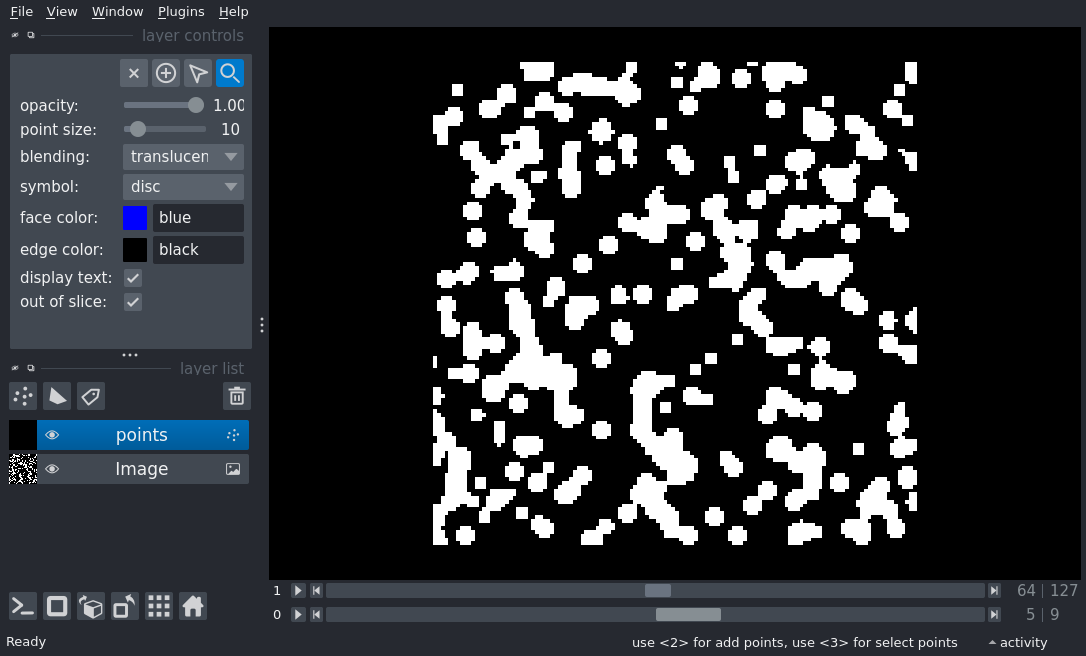 File View Window Plugins Help
layer controls
opacity: 1.00
point size: 10
blending: translucen
symbol: disc
face color: blue
edge color: black
display text:
out of slice:
layer list
points
Image
1 64 127
0 5 9
Ready use <2> for add points, use <3> for select points activity